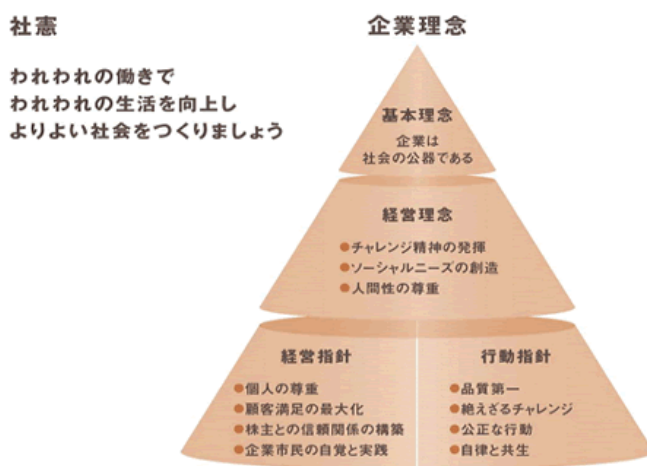 社憲
われわれの働きで
われわれの生活を向上し
よりよい社会をつくりましょう
企業理念
基本理念
企業は
社会の公器である
経営理念
●チャレンジ精神の発揮
●ソーシャルニーズの創造
●人間性の尊重
経営指針
●個人の尊重
●顧客満足の最大化
●株主との信頼関係の構築
●企業市民の自覚と実践
行動指針
●品質第一
●絶えざるチャレンジ
●公正な行動
●自律と共生